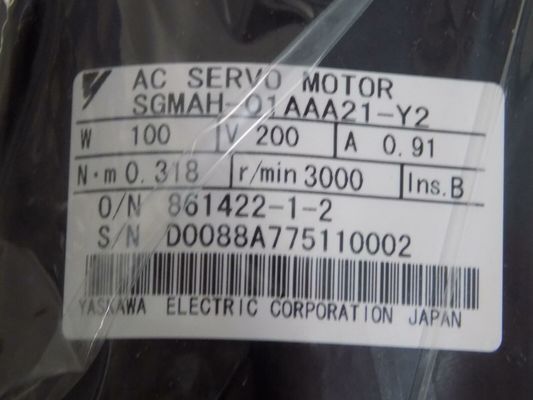 AC SERVO MOTOR
SGMAH-01AAA21-Y2
W 100 V 200 A 0.91
N·m 0.318 r/min 3000 Ins.B
O/N 861422-1-2
S/N D0088A775110002
YASKAWA ELECTRIC CORPORATION JAPAN